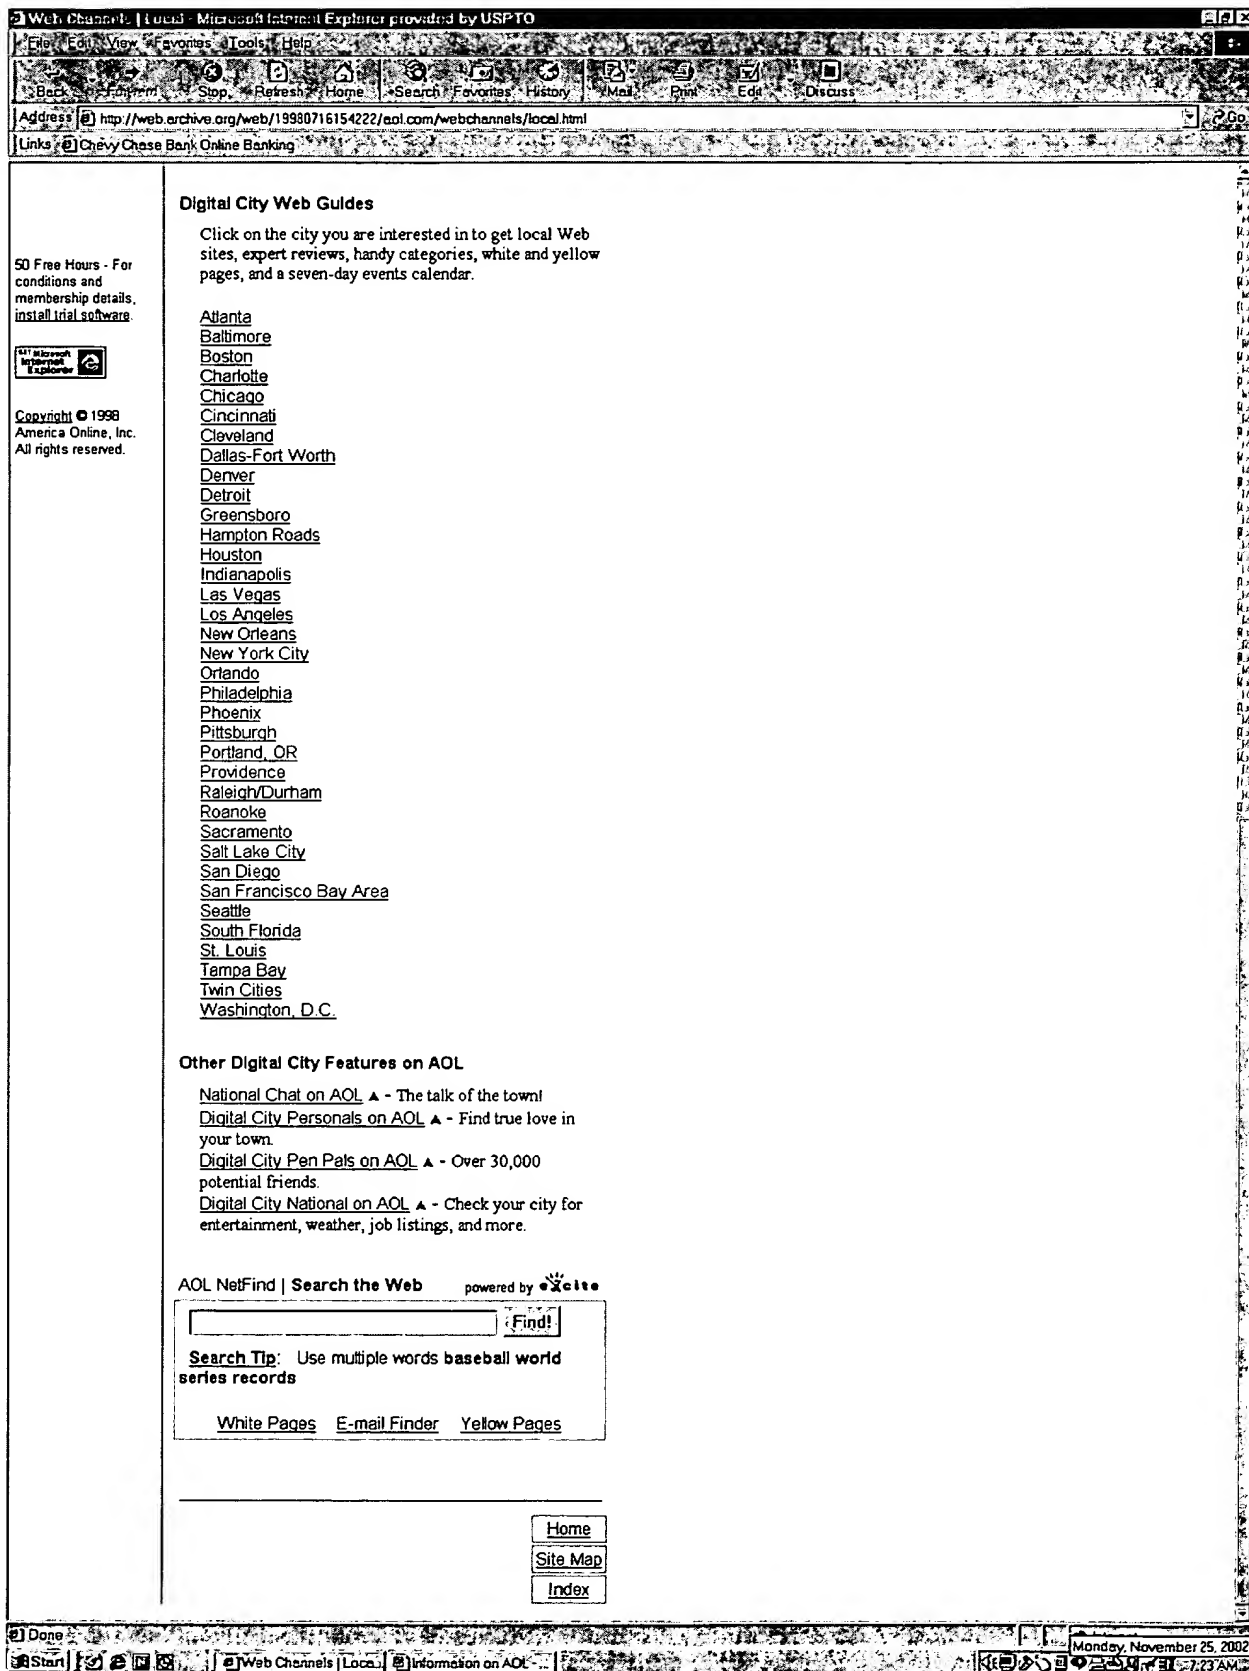 Web Channels | Local - Microsoft Internet Explorer provided by USPTO
File Edit View Favorites Tools Help
Back Forward Stop Refresh Home Search Favorites History Mail Print Edit Discuss
Address http://web.archive.org/web/19980716154222/aol.com/webchannels/local.html Go
Links Chevy Chase Bank Online Banking
50 Free Hours - For
conditions and
membership details,
install trial software.
Microsoft
Internet
Explorer
Copyright © 1998
America Online, Inc.
All rights reserved.
Digital City Web Guides
Click on the city you are interested in to get local Web
sites, expert reviews, handy categories, white and yellow
pages, and a seven-day events calendar.
Atlanta
Baltimore
Boston
Charlotte
Chicago
Cincinnati
Cleveland
Dallas-Fort Worth
Denver
Detroit
Greensboro
Hampton Roads
Houston
Indianapolis
Las Vegas
Los Angeles
New Orleans
New York City
Orlando
Philadelphia
Phoenix
Pittsburgh
Portland, OR
Providence
Raleigh/Durham
Roanoke
Sacramento
Salt Lake City
San Diego
San Francisco Bay Area
Seattle
South Florida
St. Louis
Tampa Bay
Twin Cities
Washington, D.C.
Other Digital City Features on AOL
National Chat on AOL ▲ - The talk of the town!
Digital City Personals on AOL ▲ - Find true love in
your town.
Digital City Pen Pals on AOL ▲ - Over 30,000
potential friends.
Digital City National on AOL ▲ - Check your city for
entertainment, weather, job listings, and more.
AOL NetFind | Search the Web powered by excite
Find!
Search Tip: Use multiple words baseball world
series records
White Pages E-mail Finder Yellow Pages
Home
Site Map
Index
Done
Monday, November 25, 2002
Start Web Channels | Loca... Information on AOL - ... 7:23 AM